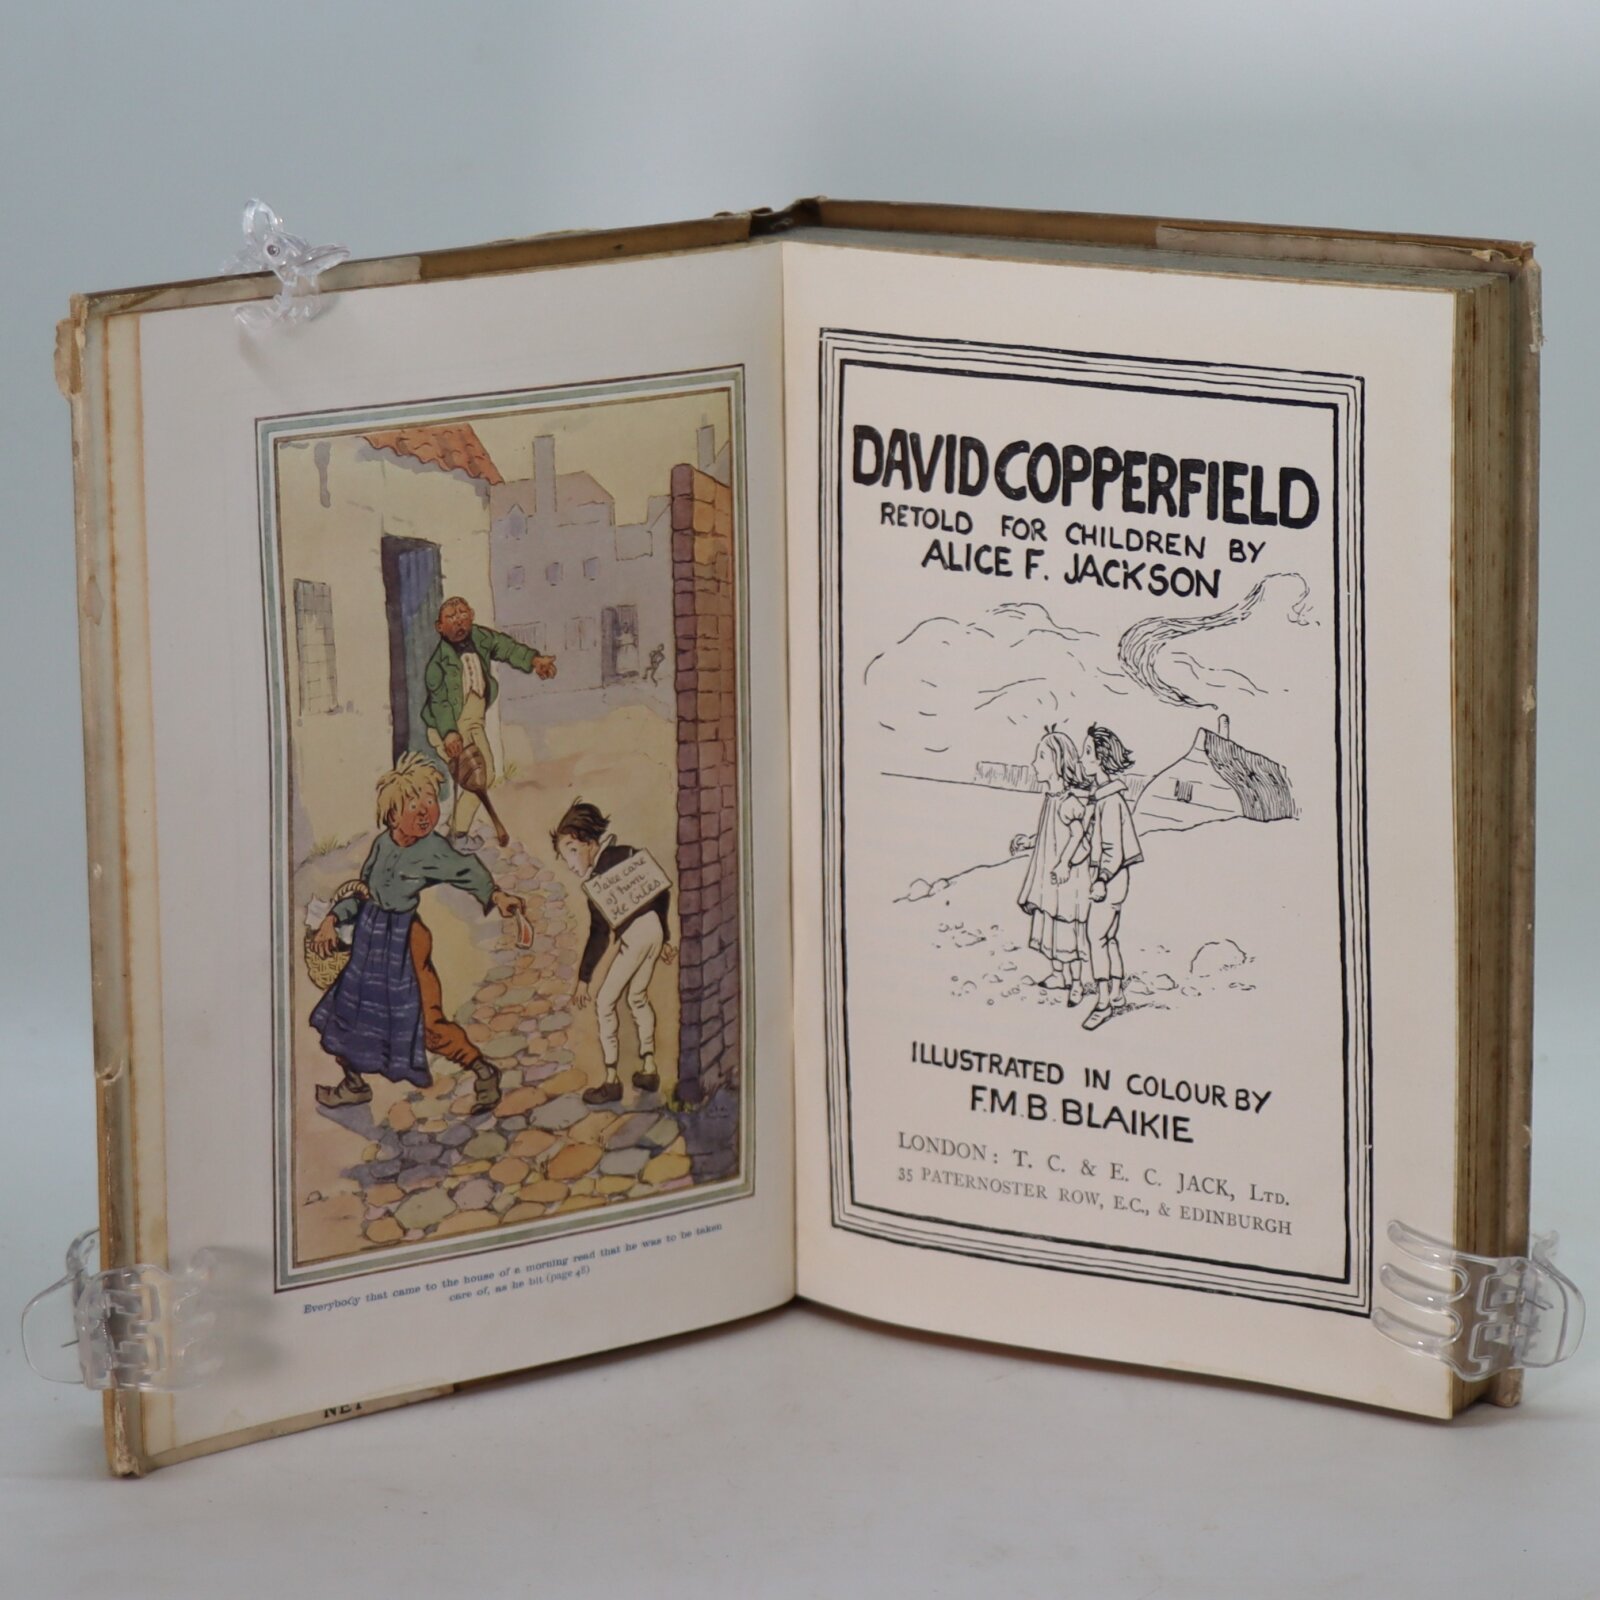 Take care
of him
He bites
Everybody that came to the house of a morning read that he was to be taken
care of, as he bit (page 48)
NET
DAVID COPPERFIELD
RETOLD FOR CHILDREN BY
ALICE F. JACKSON
ILLUSTRATED IN COLOUR BY
F.M.B. BLAIKIE
LONDON: T. C. & E. C. JACK, LTD.
35 PATERNOSTER ROW, E.C., & EDINBURGH